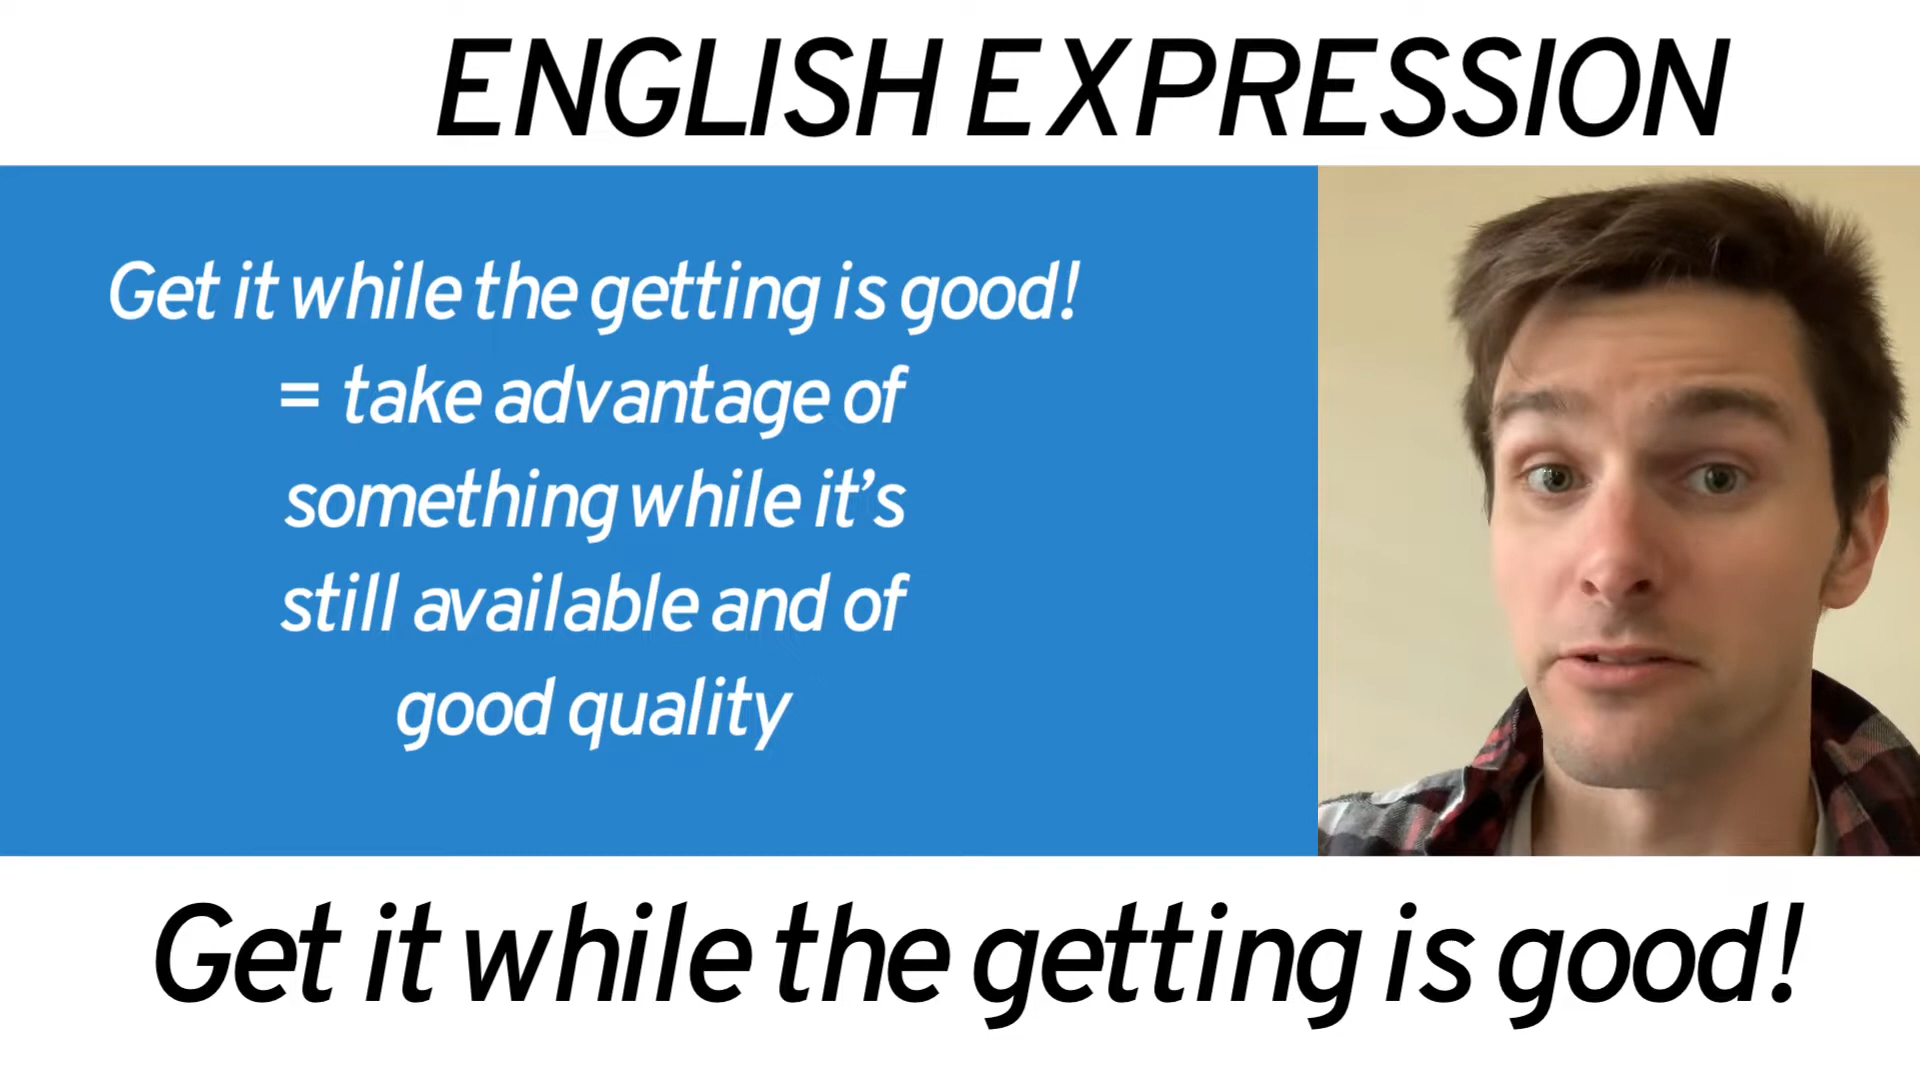 ENGLISH EXPRESSION
Get it while the getting is good!
= take advantage of
something while it’s
still available and of
good quality
Get it while the getting is good!